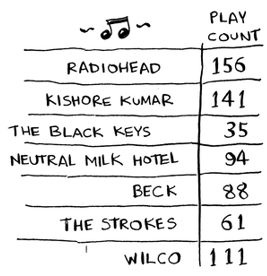 PLAY
COUNT
RADIOHEAD 156
KISHORE KUMAR 141
THE BLACK KEYS 35
NEUTRAL MILK HOTEL 94
BECK 88
THE STROKES 61
WILCO 111